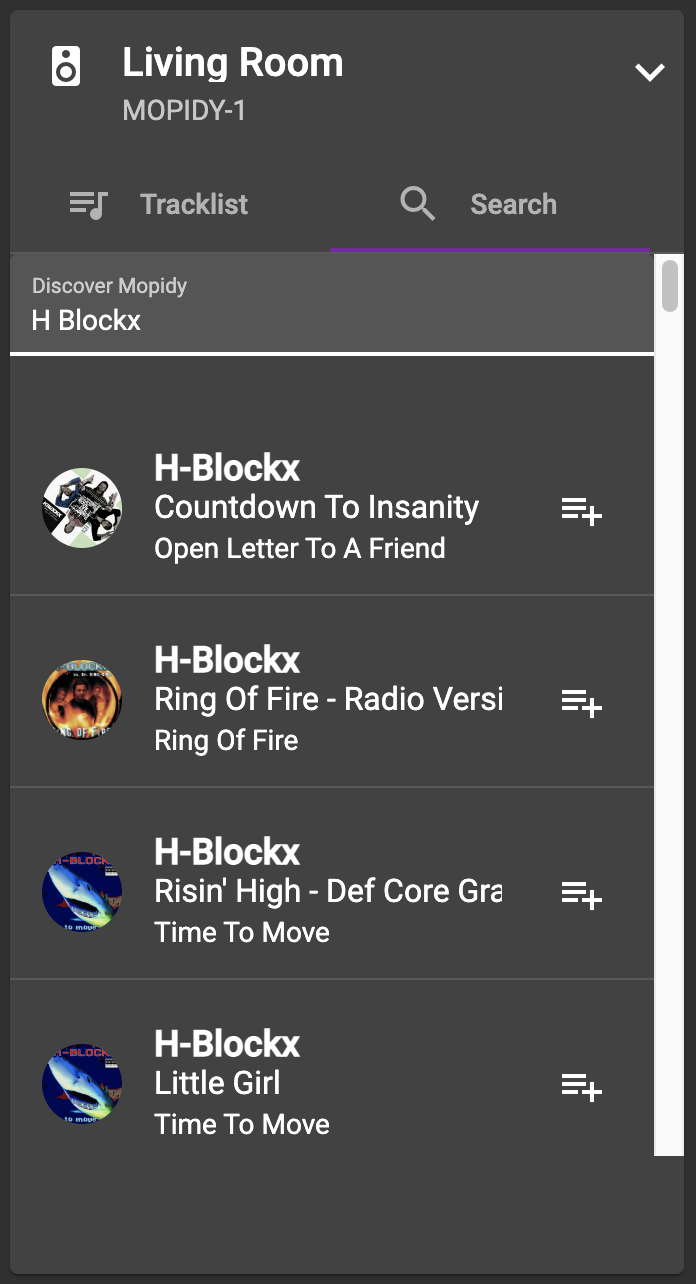 Living Room
MOPIDY-1
Tracklist
Search
Discover Mopidy
H Blockx
H-Blockx
Countdown To Insanity
Open Letter To A Friend
H-Blockx
Ring Of Fire - Radio Versi
Ring Of Fire
H-Blockx
Risin' High - Def Core Gra
Time To Move
H-Blockx
Little Girl
Time To Move